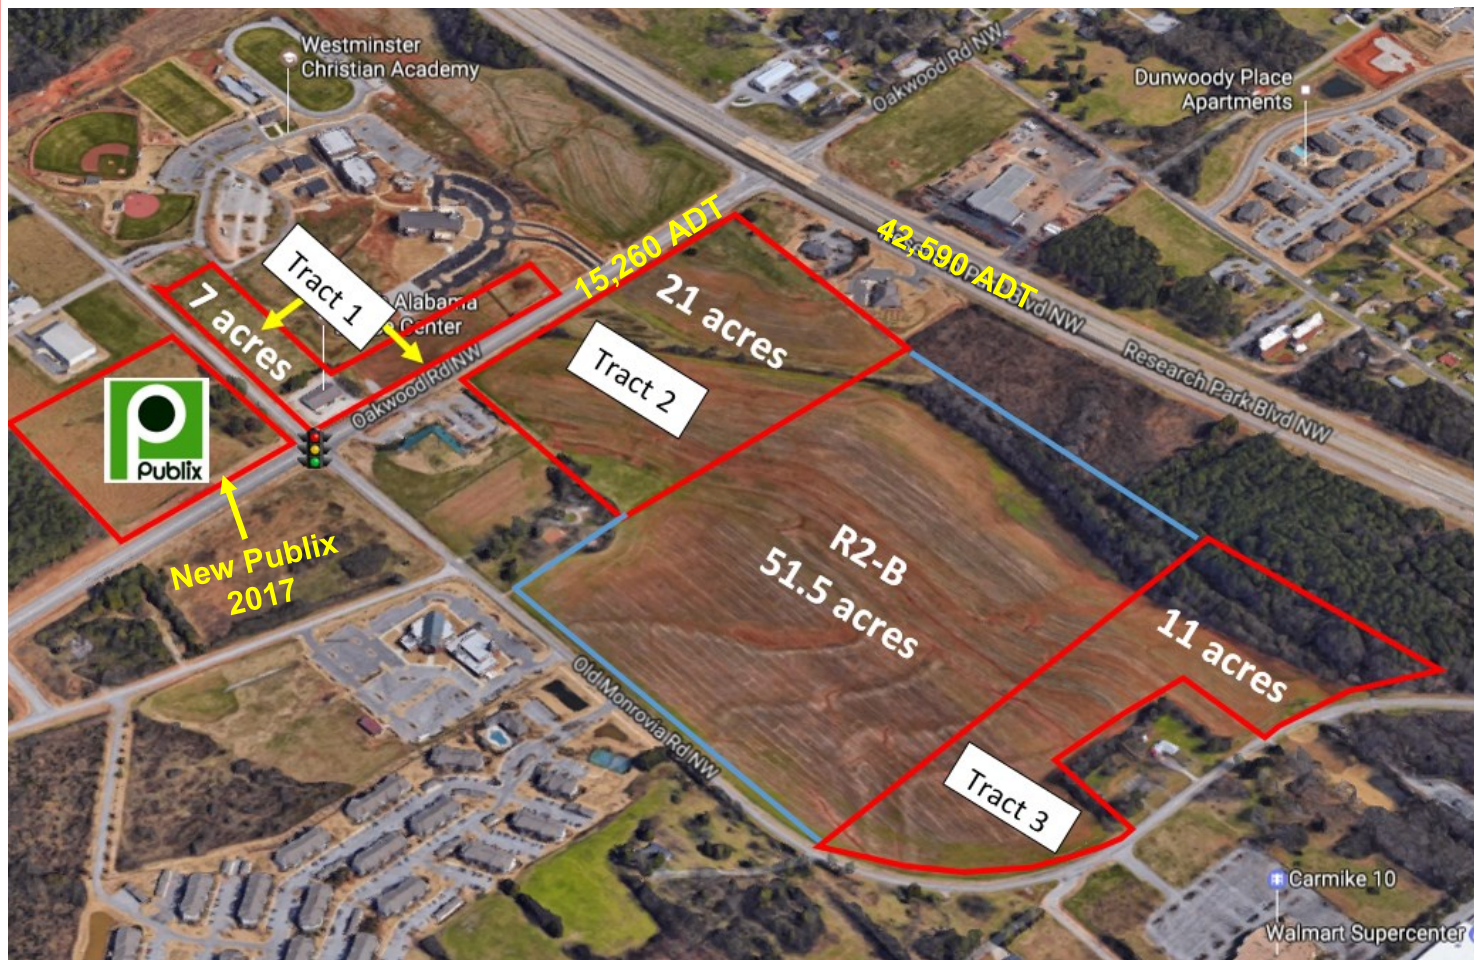 Westminster
Christian Academy
Oakwood Rd NW
Dunwoody Place
Apartments
15,260 ADT
42,590 ADT
Blvd NW
Research Park Blvd NW
Tract 1
7 acres
Alabama
Center
Oakwood Rd NW
21 acres
Tract 2
Publix
New Publix
2017
R2-B
51.5 acres
11 acres
Old Monrovia Rd NW
Tract 3
Carmike 10
Walmart Supercenter